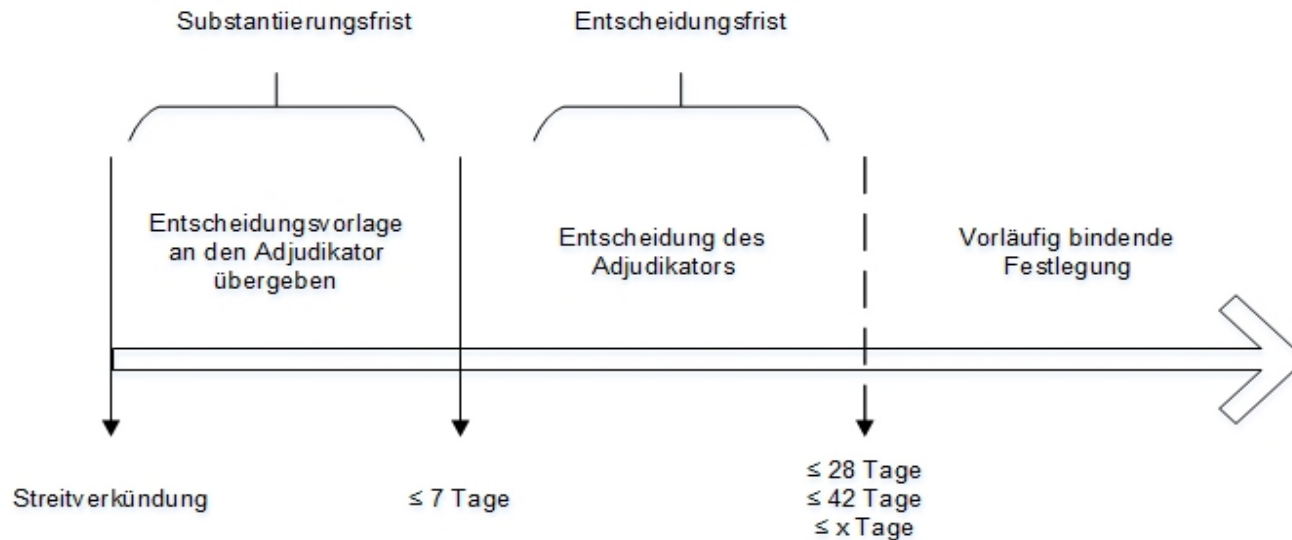 Substantiierungsfrist
Entscheidungsfrist
Entscheidungsvorlage
an den Adjudikator
übergeben
Entscheidung des
Adjudikators
Vorläufig bindende
Festlegung
Streitverkündung
≤ 7 Tage
≤ 28 Tage
≤ 42 Tage
≤ x Tage